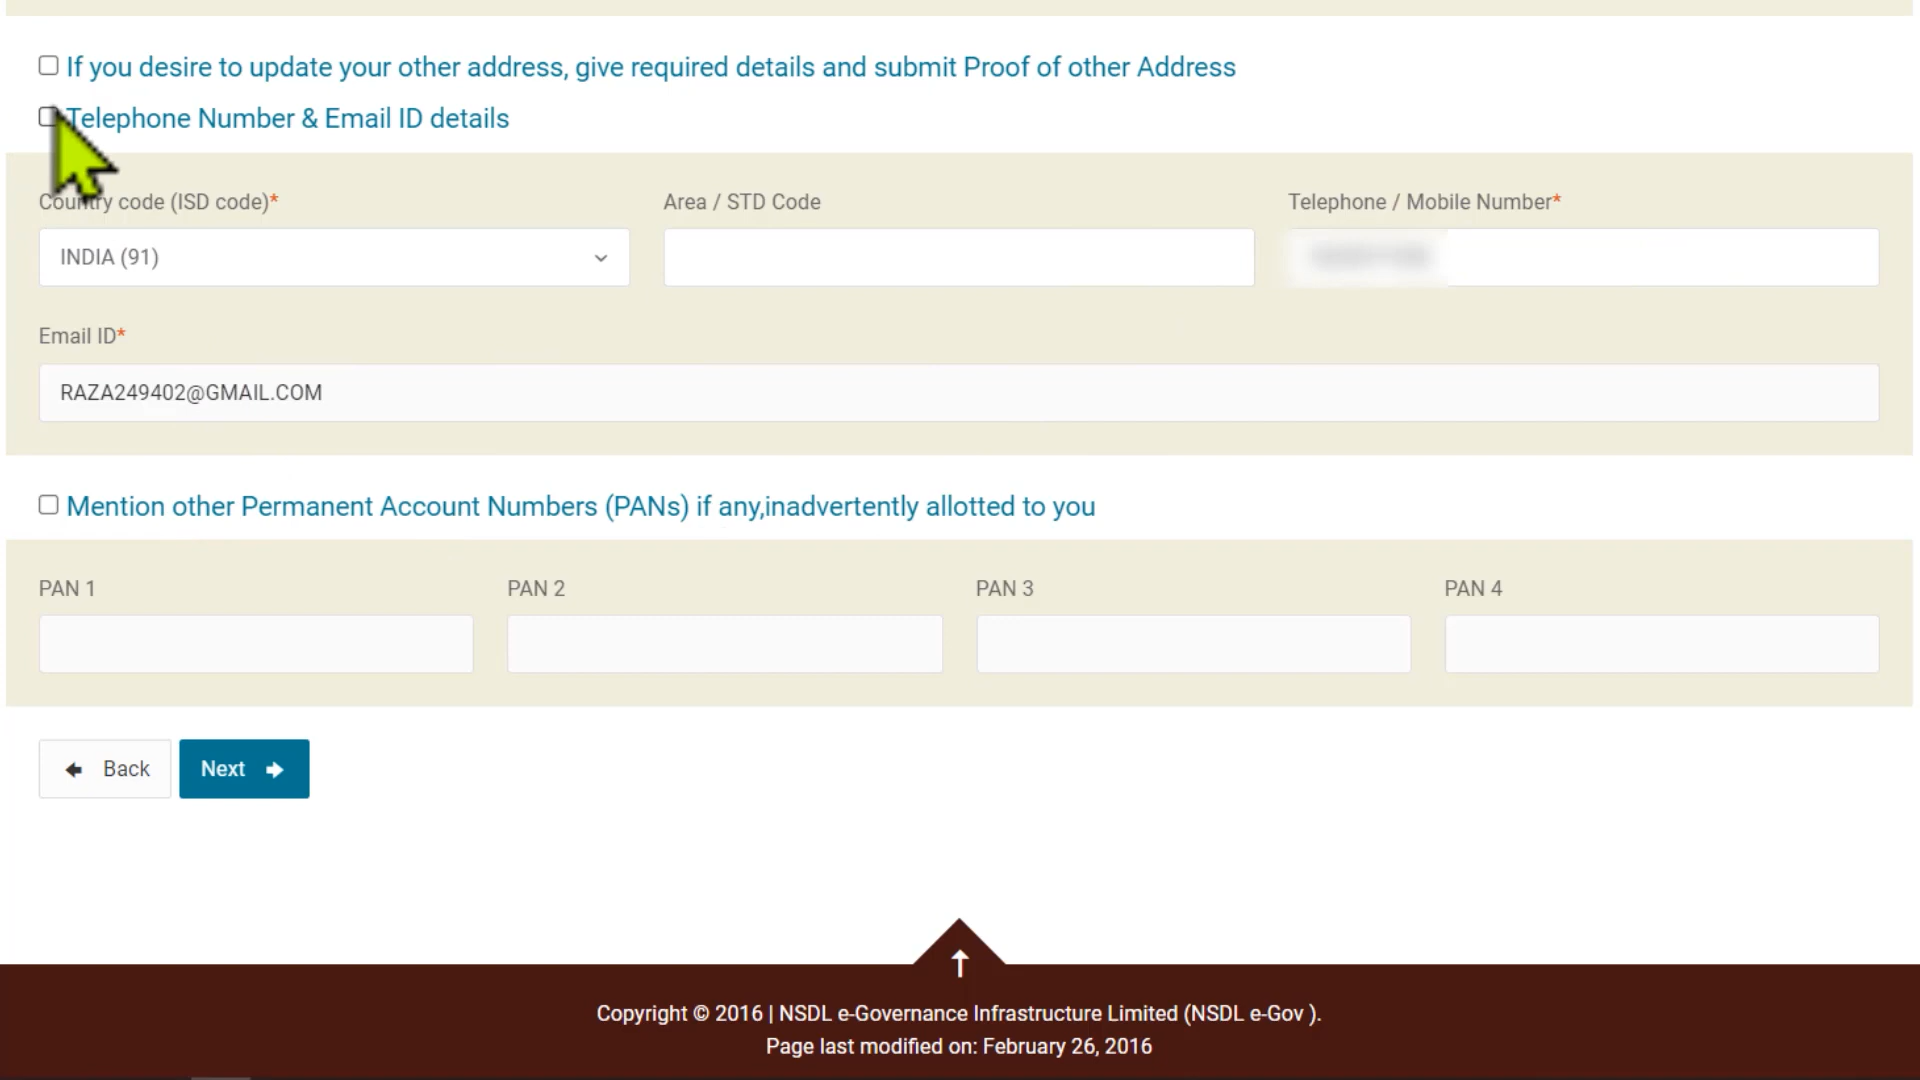 If you desire to update your other address, give required details and submit Proof of other Address
Telephone Number & Email ID details
Country code (ISD code)*
Area / STD Code
Telephone / Mobile Number*
INDIA (91)
Email ID*
RAZA249402@GMAIL.COM
Mention other Permanent Account Numbers (PANs) if any,inadvertently allotted to you
PAN 1
PAN 2
PAN 3
PAN 4
Back
Next
Copyright © 2016 | NSDL e-Governance Infrastructure Limited (NSDL e-Gov ).
Page last modified on: February 26, 2016